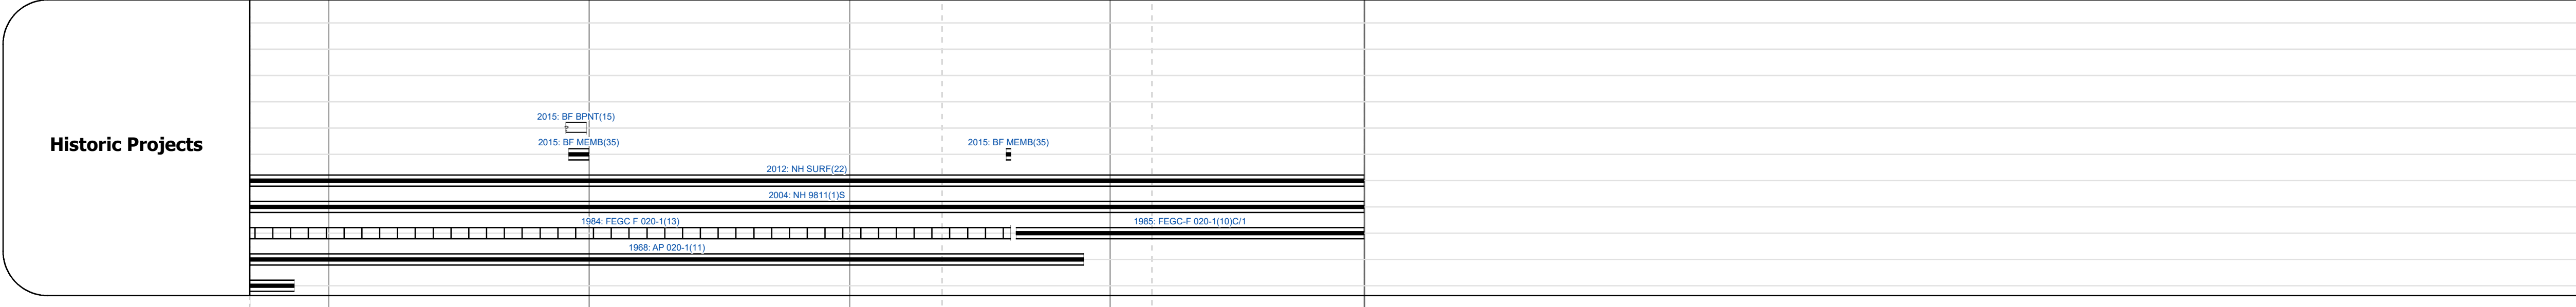 Historic Projects
2015: BF BPNT(15)
2015: BF MEMB(35)
2015: BF MEMB(35)
2012: NH SURF(22)
2004: NH 9811(1)S
1984: FEGC F 020-1(13)
1985: FEGC-F 020-1(10)C/1
1968: AP 020-1(11)